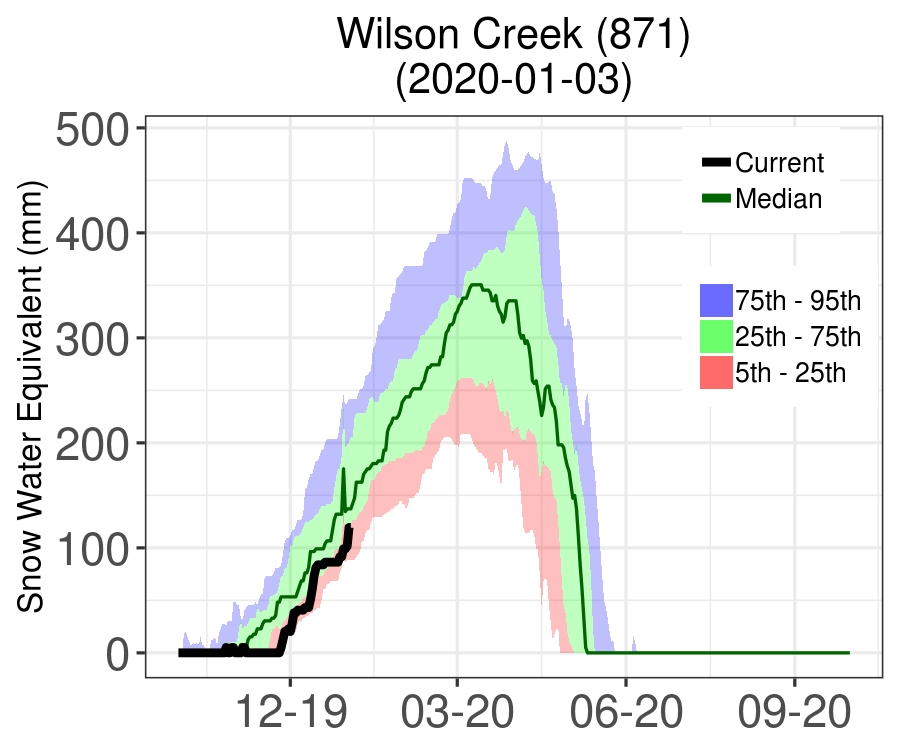 Wilson Creek (871)
(2020-01-03)
Snow Water Equivalent (mm)
500
400
300
200
100
0
12-19 03-20 06-20 09-20
Current
Median
75th - 95th
25th - 75th
5th - 25th